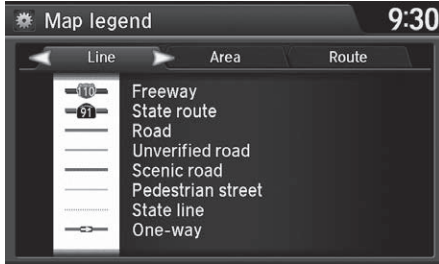 Map legend 9:30
Line Area Route
110 Freeway
91 State route
Road
Unverified road
Scenic road
Pedestrian street
State line
One-way